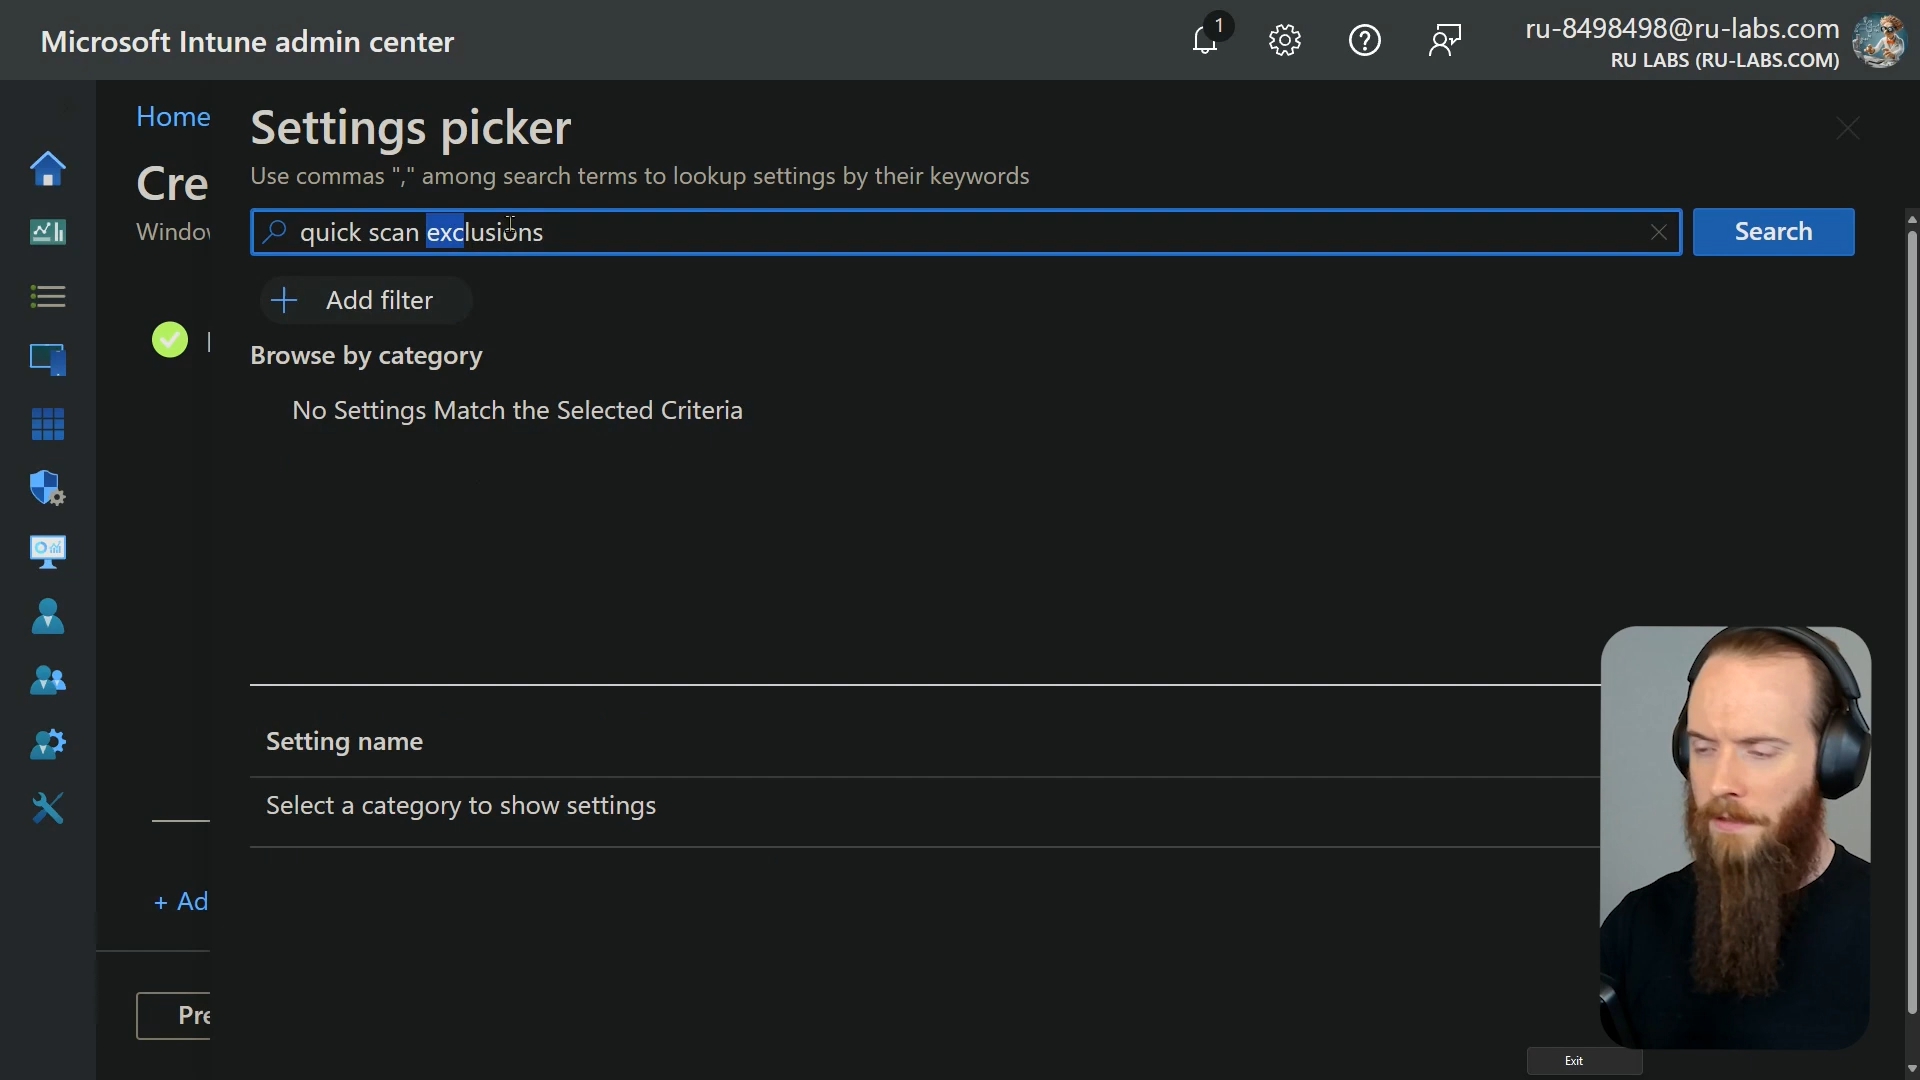 Microsoft Intune admin center
1
ru-8498498@ru-labs.com
RU LABS (RU-LABS.COM)
Home
Settings picker
Use commas "," among search terms to lookup settings by their keywords
Cre
Windo
quick scan exclusions
Search
Add filter
Browse by category
No Settings Match the Selected Criteria
Setting name
Select a category to show settings
+ Ad
Pre
Exit